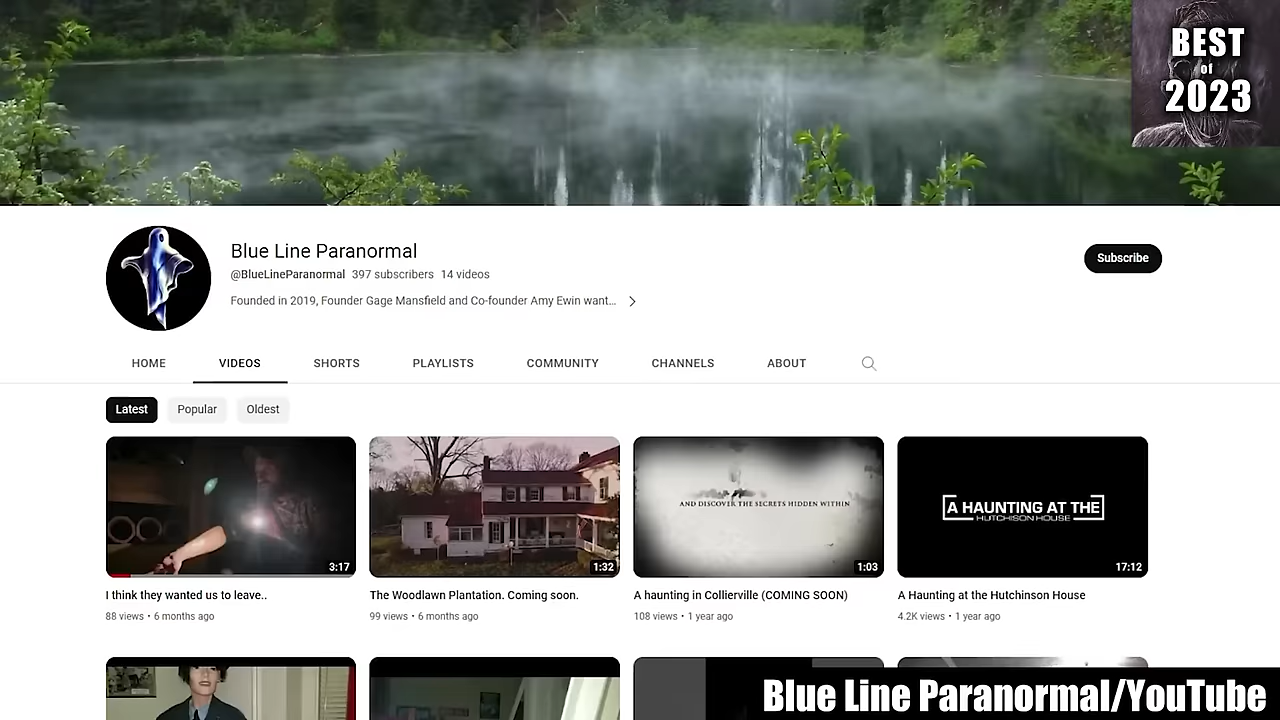 BEST
of
2023
Blue Line Paranormal
@BlueLineParanormal 397 subscribers 14 videos
Founded in 2019, Founder Gage Mansfield and Co-founder Amy Ewin want...
Subscribe
HOME VIDEOS SHORTS PLAYLISTS COMMUNITY CHANNELS ABOUT
Latest Popular Oldest
AND DISCOVER THE SECRETS HIDDEN WITHIN
A HAUNTING AT THE
HUTCHISON HOUSE
3:17 1:32 1:03 17:12
I think they wanted us to leave.. The Woodlawn Plantation. Coming soon. A haunting in Collierville (COMING SOON) A Haunting at the Hutchinson House
88 views • 6 months ago 99 views • 6 months ago 108 views • 1 year ago 4.2K views • 1 year ago
Blue Line Paranormal/YouTube